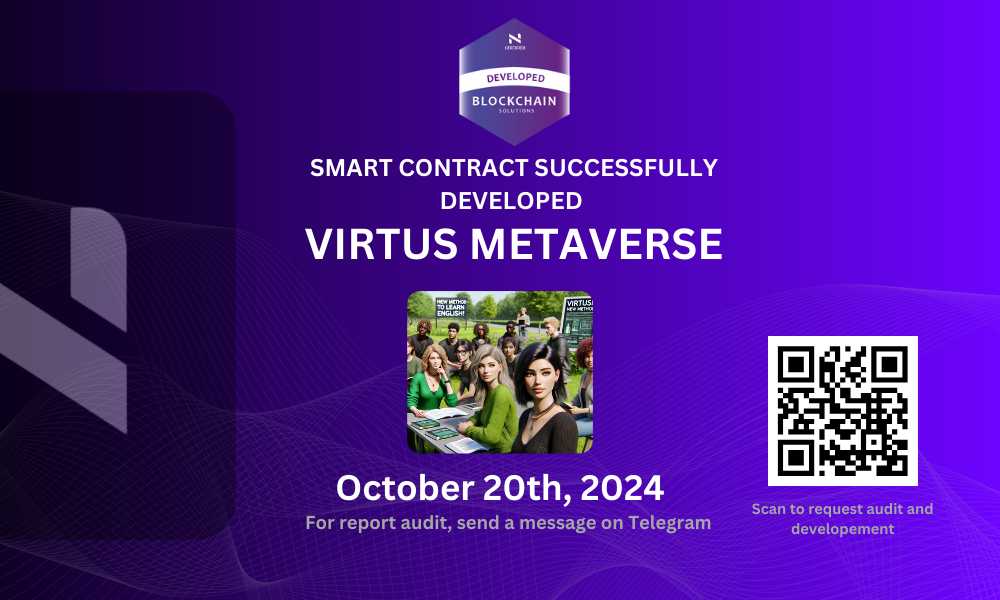 CERTIFIED
DEVELOPED
BLOCKCHAIN
SOLUTIONS
SMART CONTRACT SUCCESSFULLY
DEVELOPED
VIRTUS METAVERSE
NEW METHOD
TO LEARN
ENGLISH!
VIRTUS
NEW METHO
October 20th, 2024
For report audit, send a message on Telegram
Scan to request audit and
developement